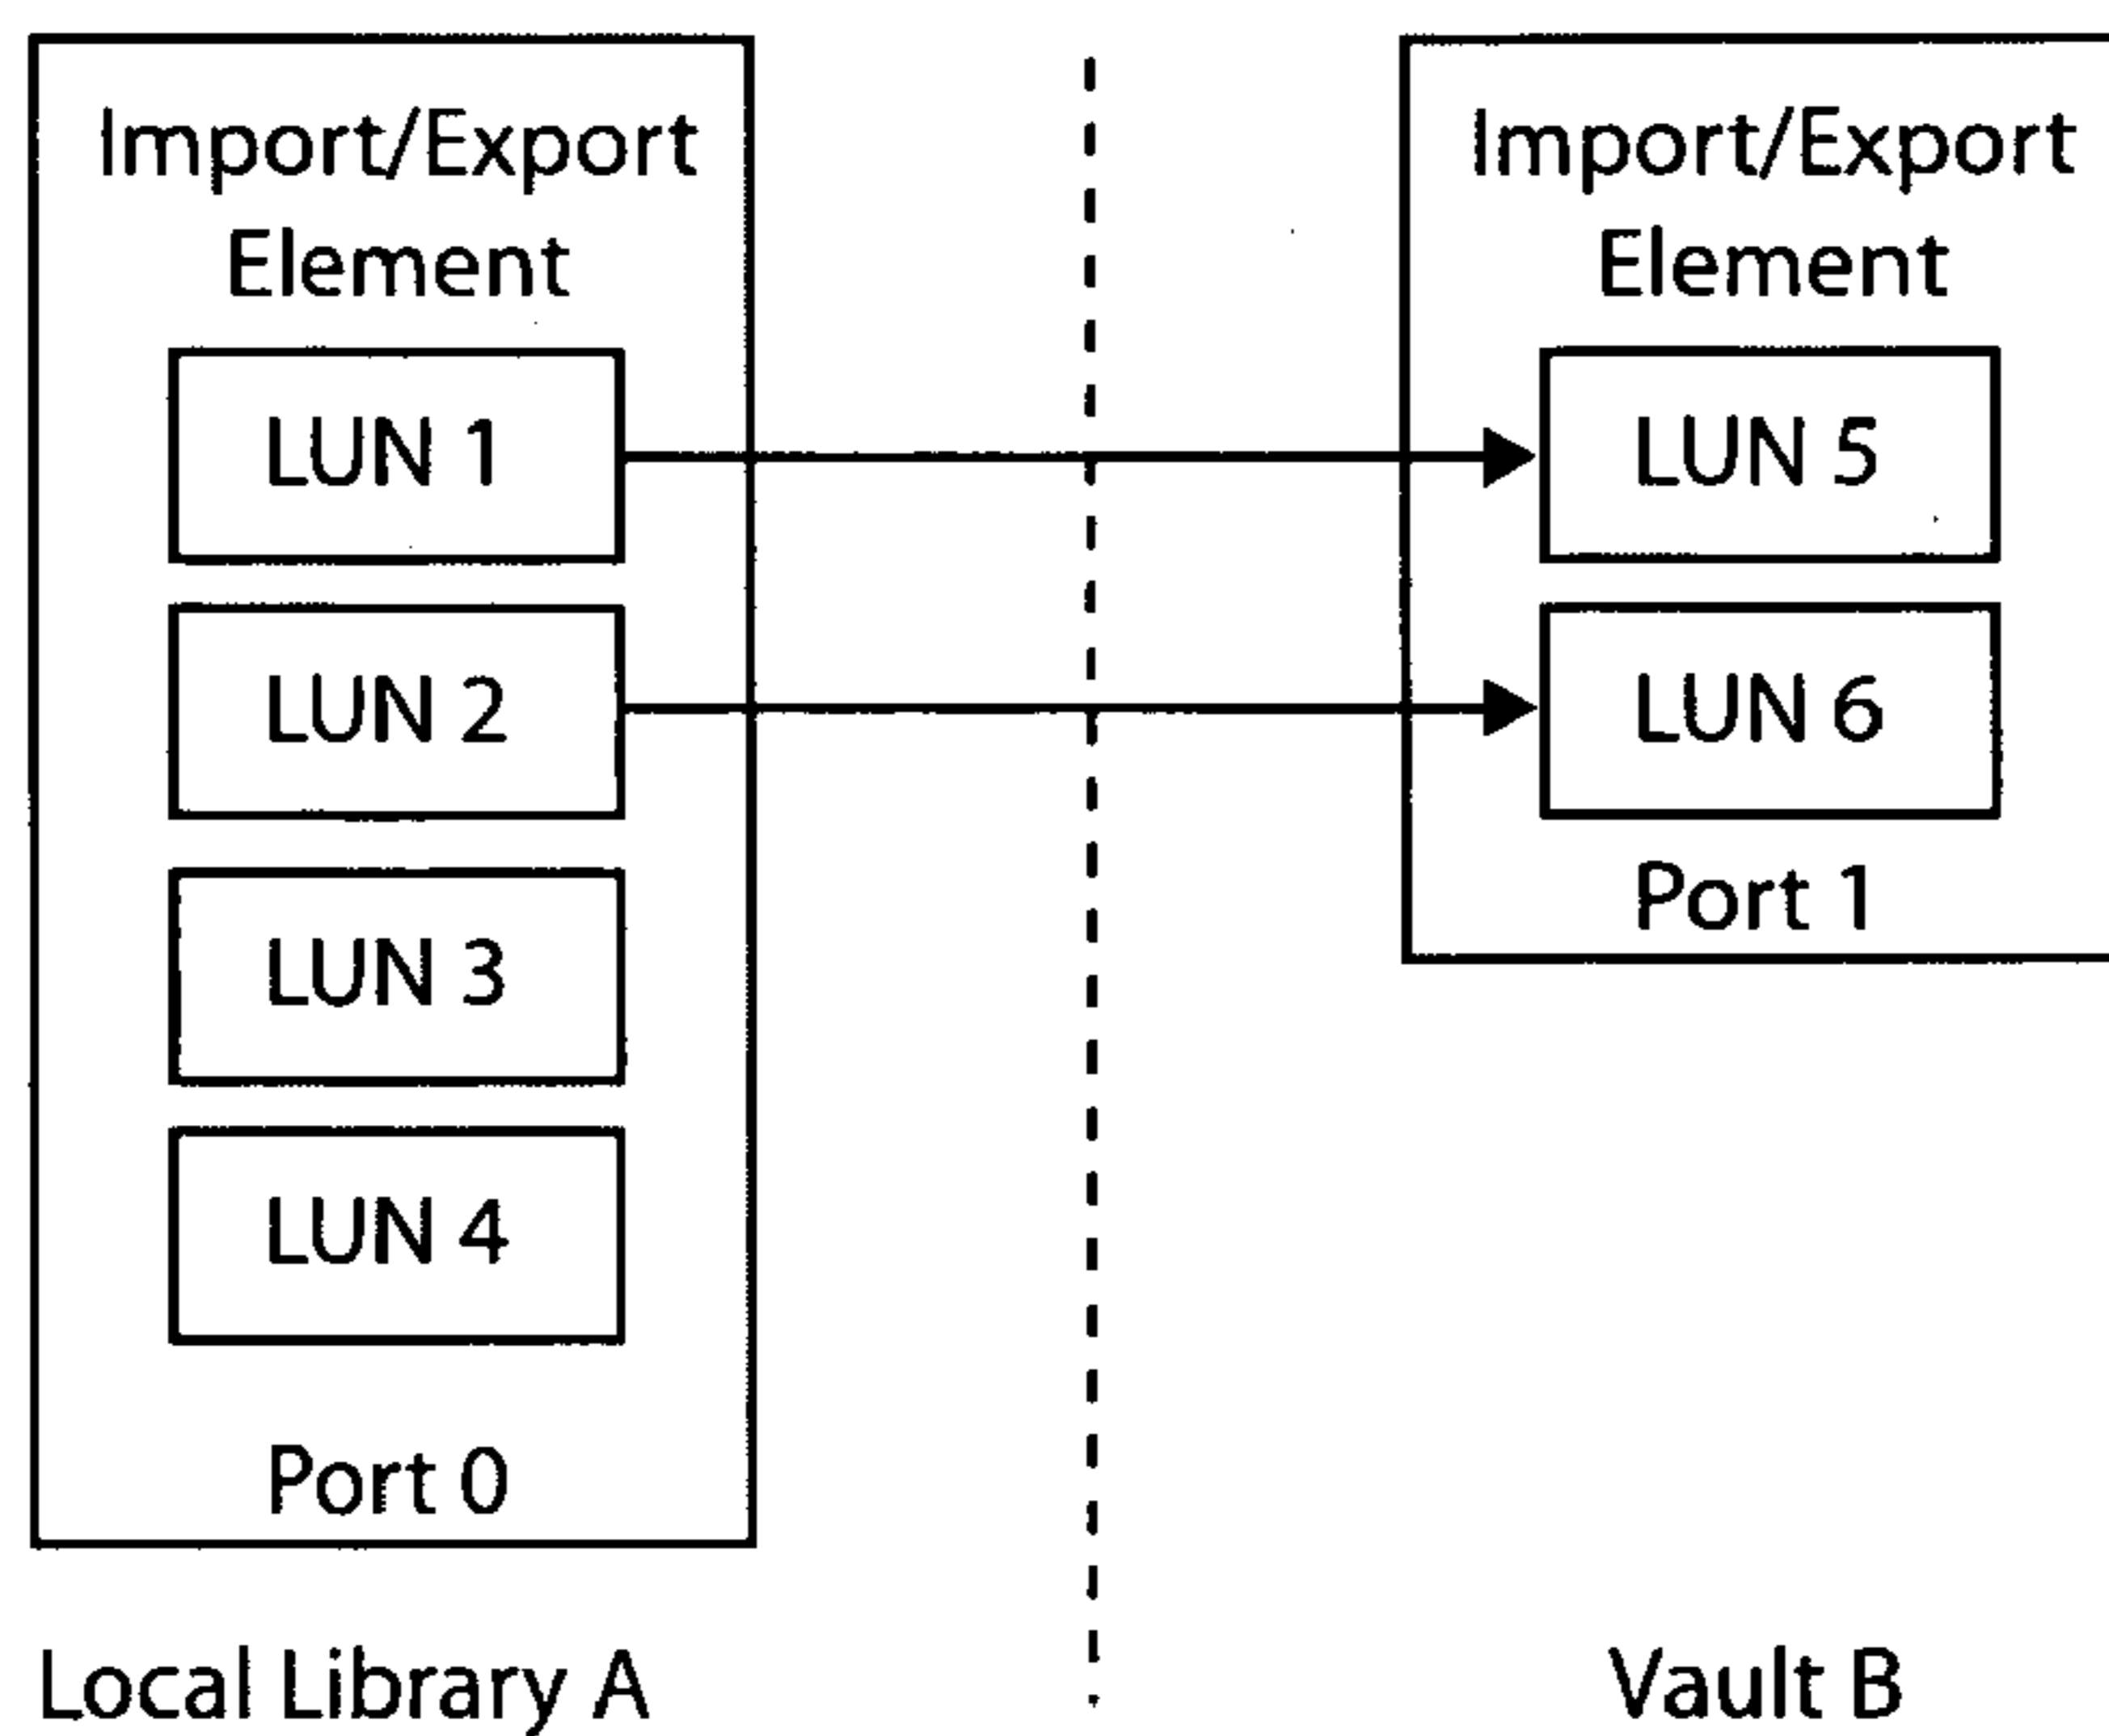 Import/Export
Element
LUN 1
LUN 2
LUN 3
LUN 4
Port 0
Local Library A
Import/Export
Element
LUN 5
LUN 6
Port 1
Vault B